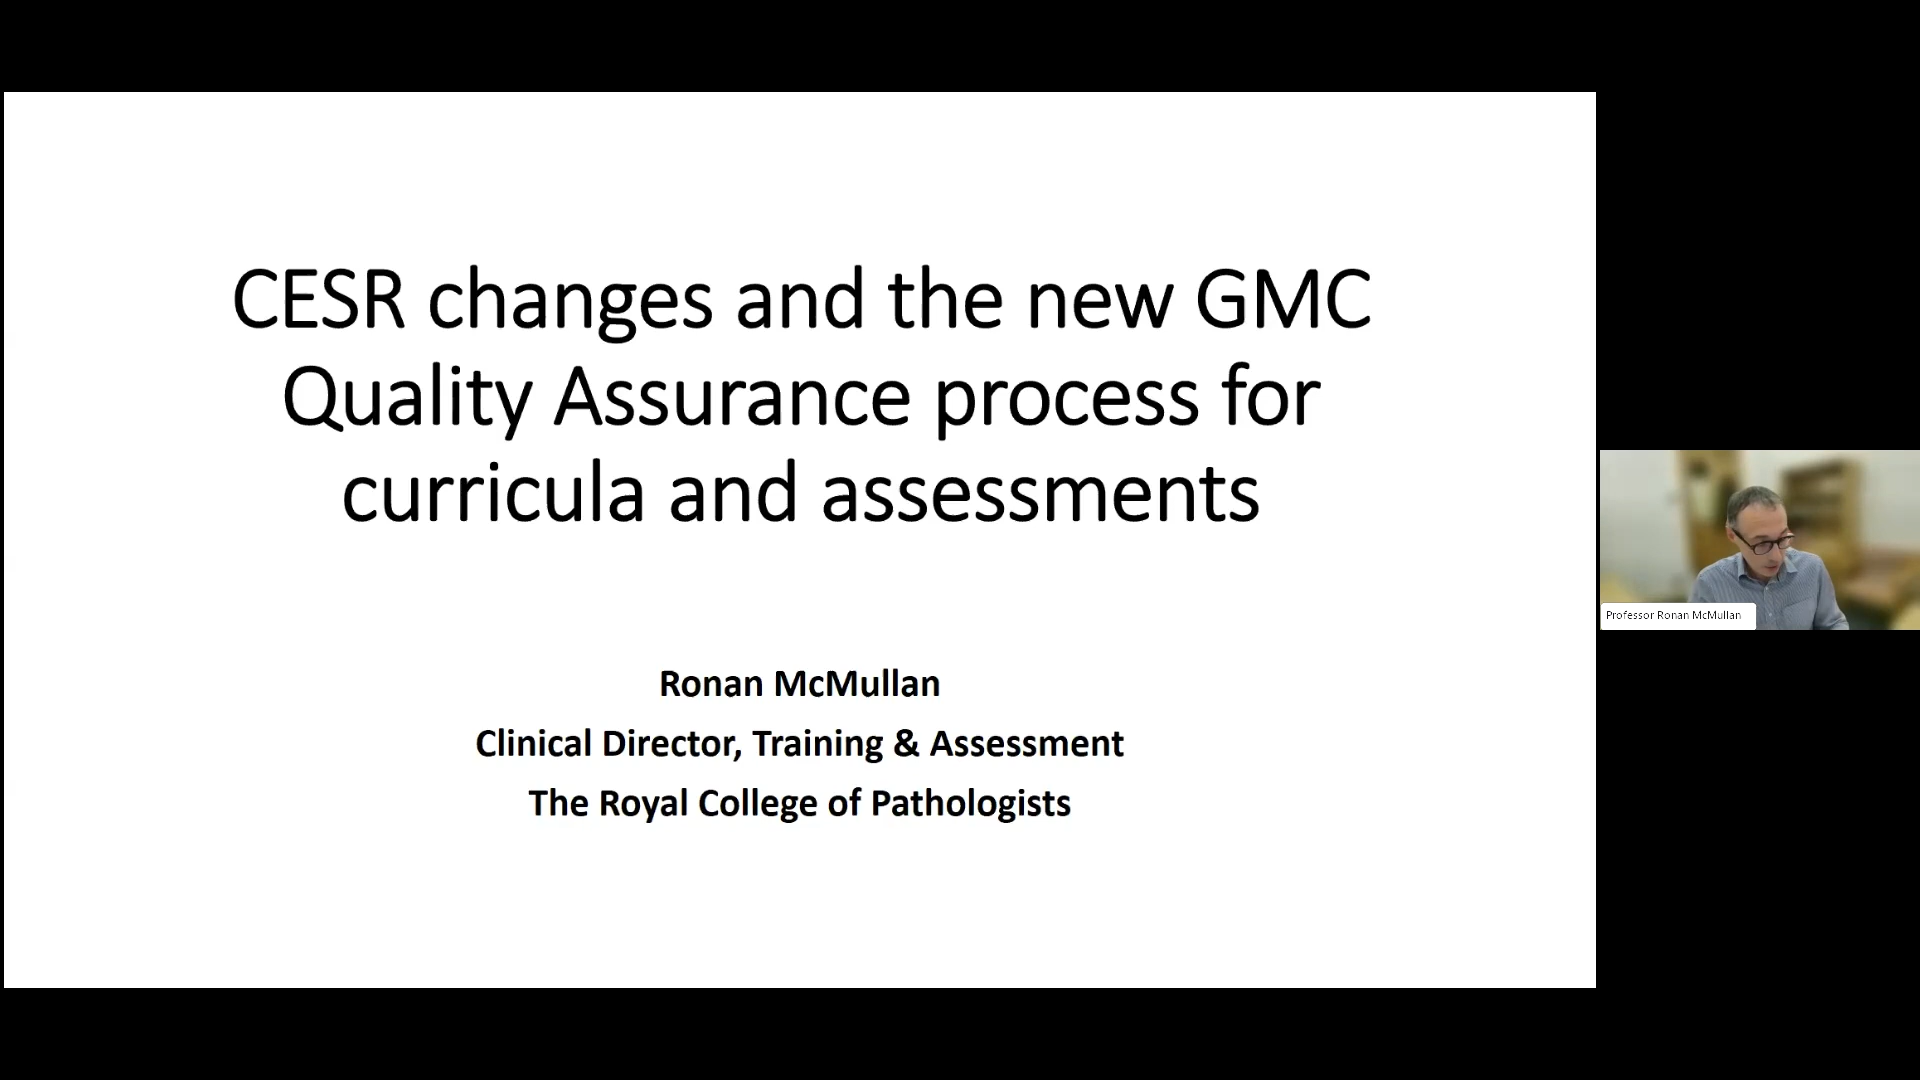 CESR changes and the new GMC
Quality Assurance process for
curricula and assessments
Ronan McMullan
Clinical Director, Training & Assessment
The Royal College of Pathologists
Professor Ronan McMullan